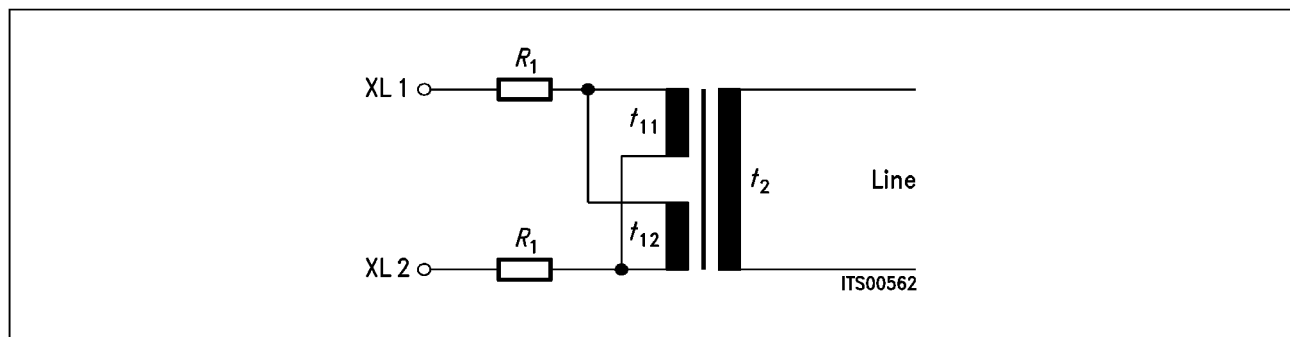 R₁
XL 1
t₁₁
t₂
Line
R₁
t₁₂
XL 2
ITS00562